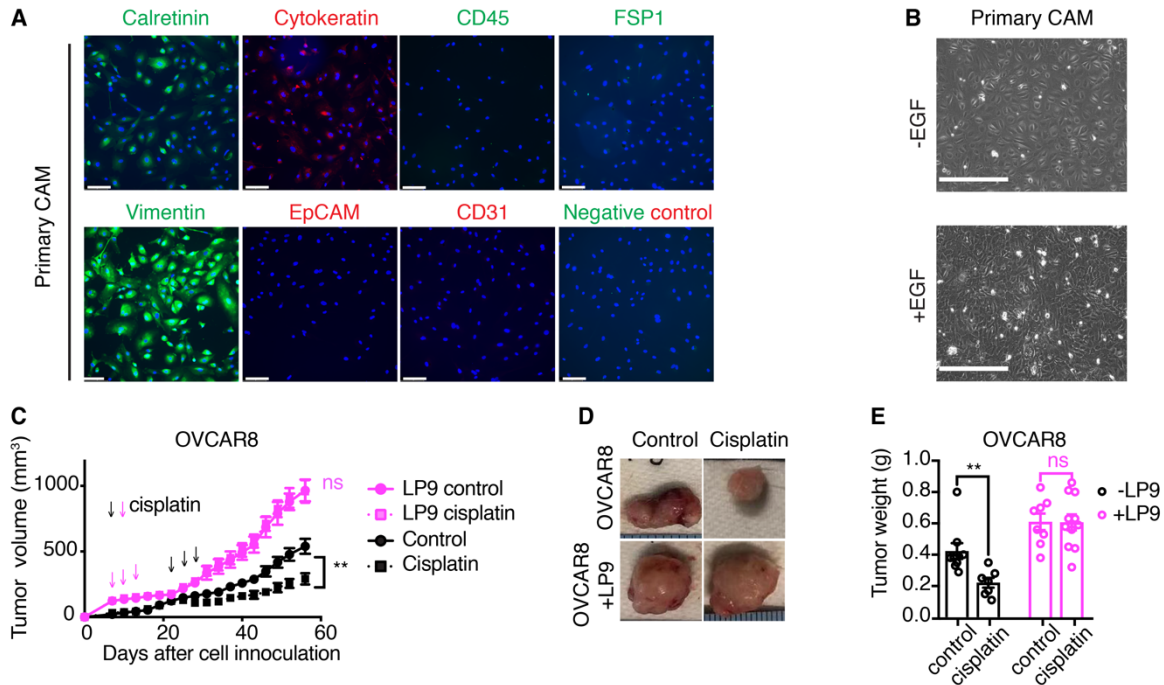 A
Calretinin Cytokeratin CD45 FSP1
Primary CAM
Vimentin EpCAM CD31 Negative control
B
Primary CAM
-EGF
+EGF
C
OVCAR8
Tumor volume (mm³)
1000
500
0
cisplatin
ns
LP9 control
LP9 cisplatin
Control
Cisplatin
**
0 20 40 60
Days after cell innoculation
D
Control Cisplatin
OVCAR8
OVCAR8
+LP9
E
OVCAR8
Tumor weight (g)
1.0
0.8
0.6
0.4
0.2
0.0
**
ns
-LP9
+LP9
control
cisplatin
control
cisplatin